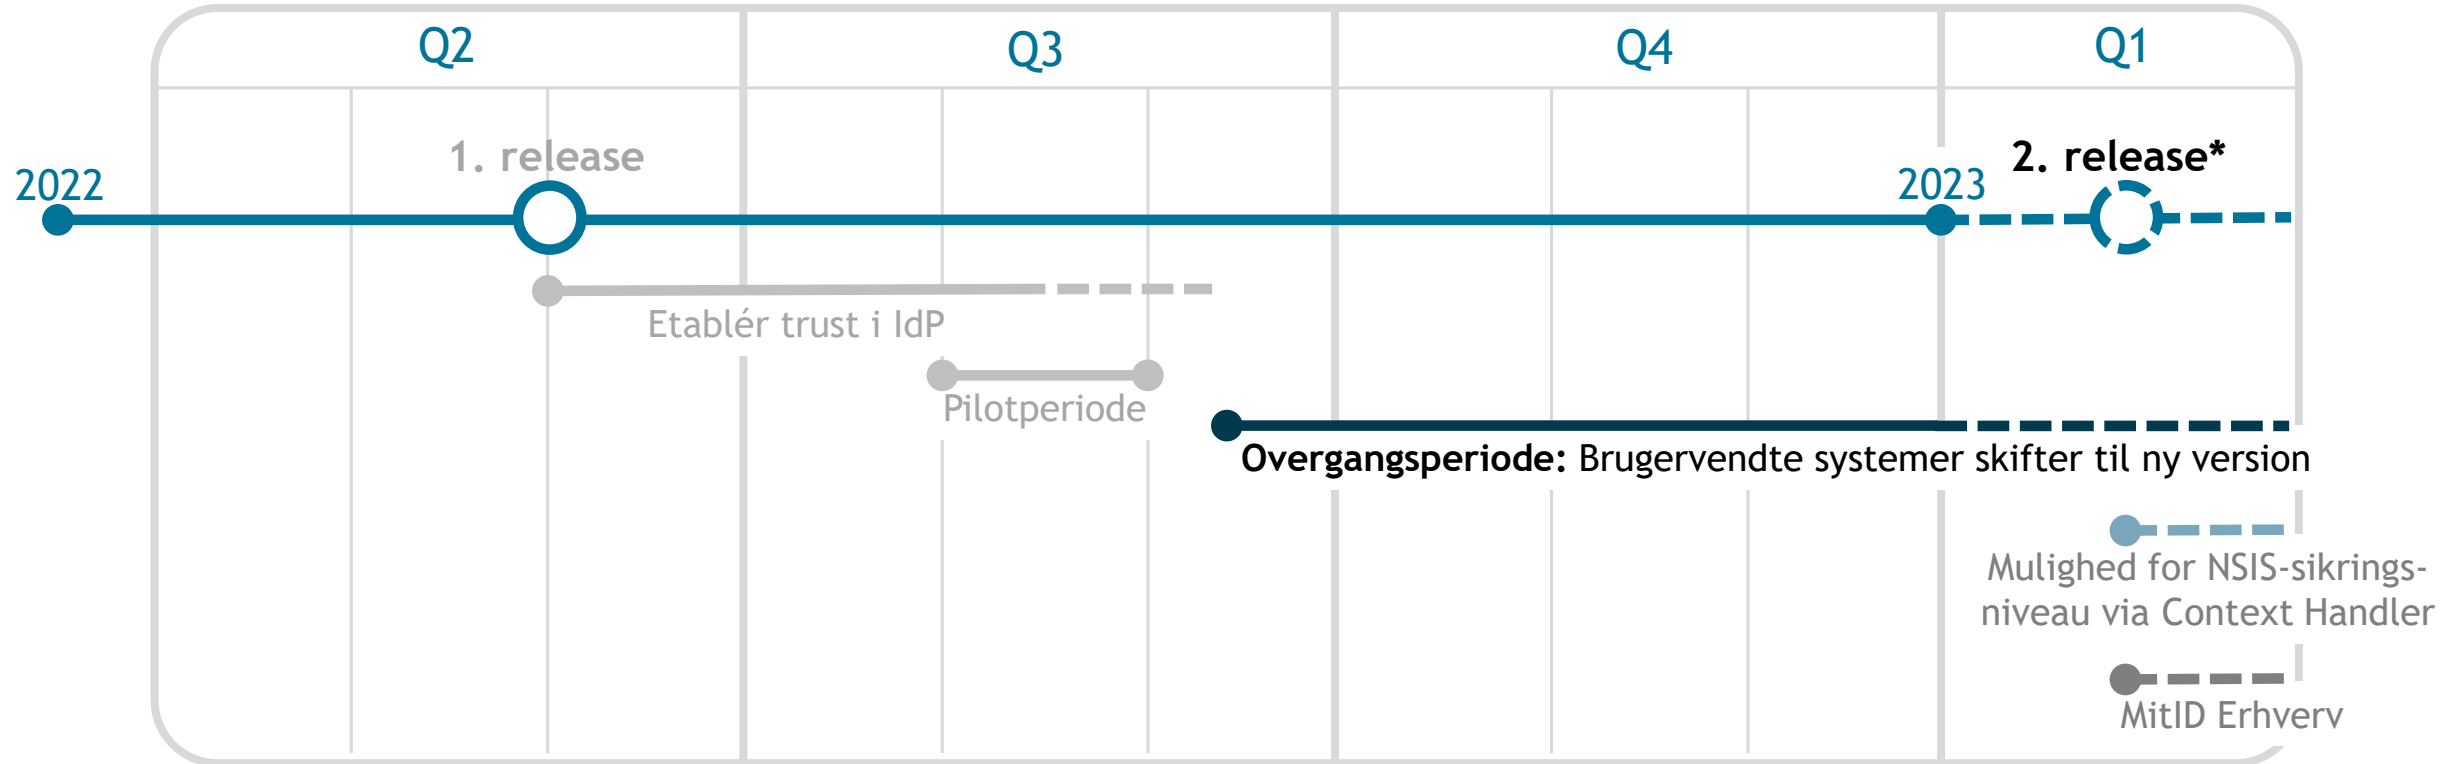 Q2
Q3
Q4
Q1
1. release
2. release*
2022
2023
Etablér trust i IdP
Pilotperiode
Overgangsperiode: Brugervendte systemer skifter til ny version
Mulighed for NSIS-sikrings-
niveau via Context Handler
MitID Erhverv